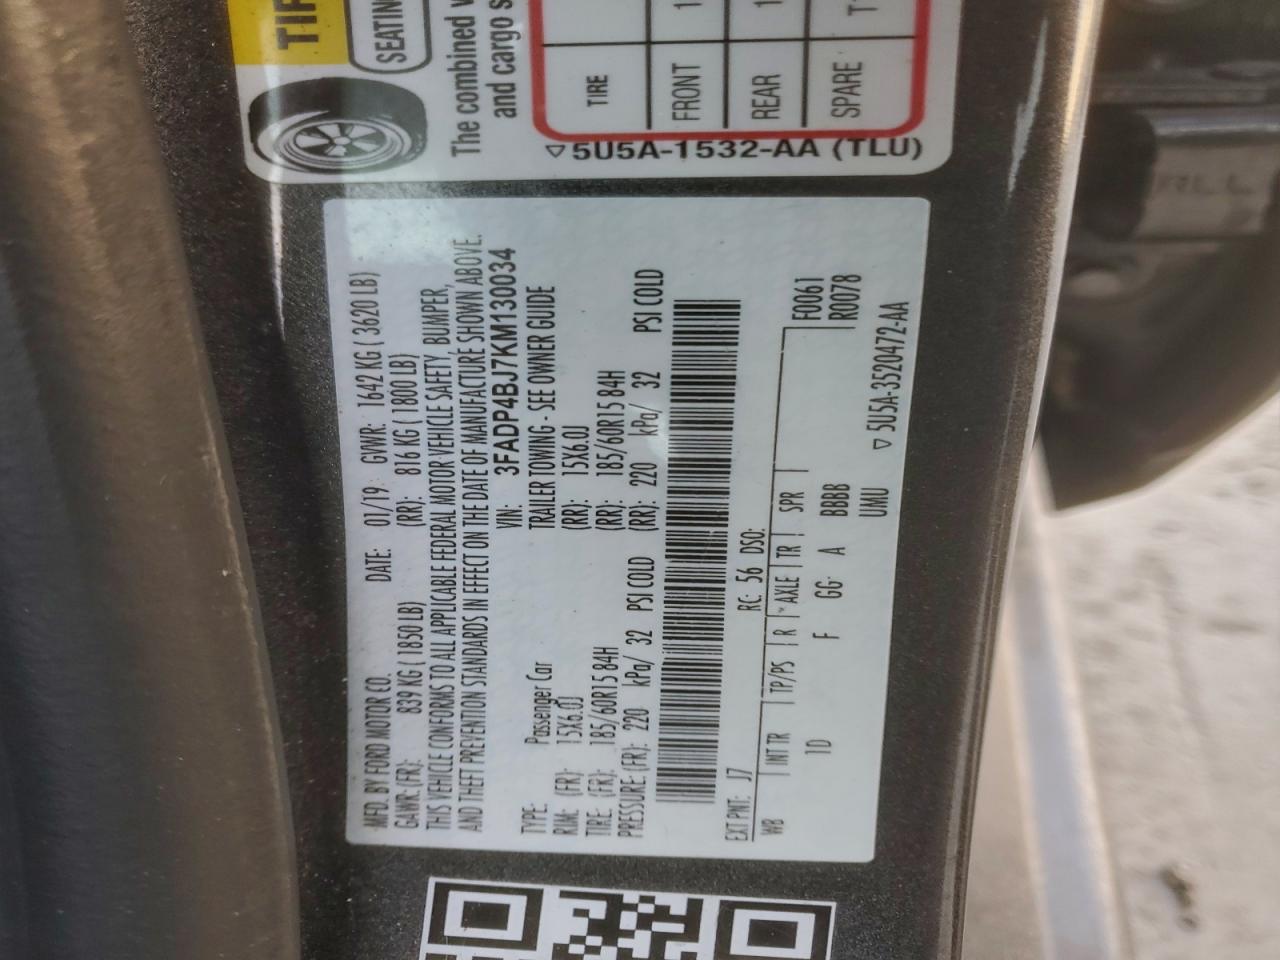 TIR
SEATING
The combined w
and cargo s
TIRE
FRONT 1
REAR 1
SPARE T1
▽5U5A-1532-AA (TLU)
MFD. BY FORD MOTOR CO. DATE: 01/19 GVWR: 1642 KG ( 3620 LB)
GAWR: (FR): 839 KG ( 1850 LB) (RR): 816 KG ( 1800 LB)
THIS VEHICLE CONFORMS TO ALL APPLICABLE FEDERAL MOTOR VEHICLE SAFETY, BUMPER,
AND THEFT PREVENTION STANDARDS IN EFFECT ON THE DATE OF MANUFACTURE SHOWN ABOVE.
VIN: 3FADP4BJ7KM130034
TYPE: Passenger Car TRAILER TOWING - SEE OWNER GUIDE
RIM: (FR): 15X6.0J (RR): 15X6.0J
TIRE: (FR): 185/60R15 84H (RR): 185/60R15 84H
PRESSURE: (FR): 220 kPa/ 32 PSI COLD (RR): 220 kPa/ 32 PSI COLD
EXT PNT: J7 RC: 56 DSO: F0061
WB INT TR TP/PS R AXLE TR SPR R0078
1D F GG A BBBB
UMU
▽ 5U5A-3520472-AA